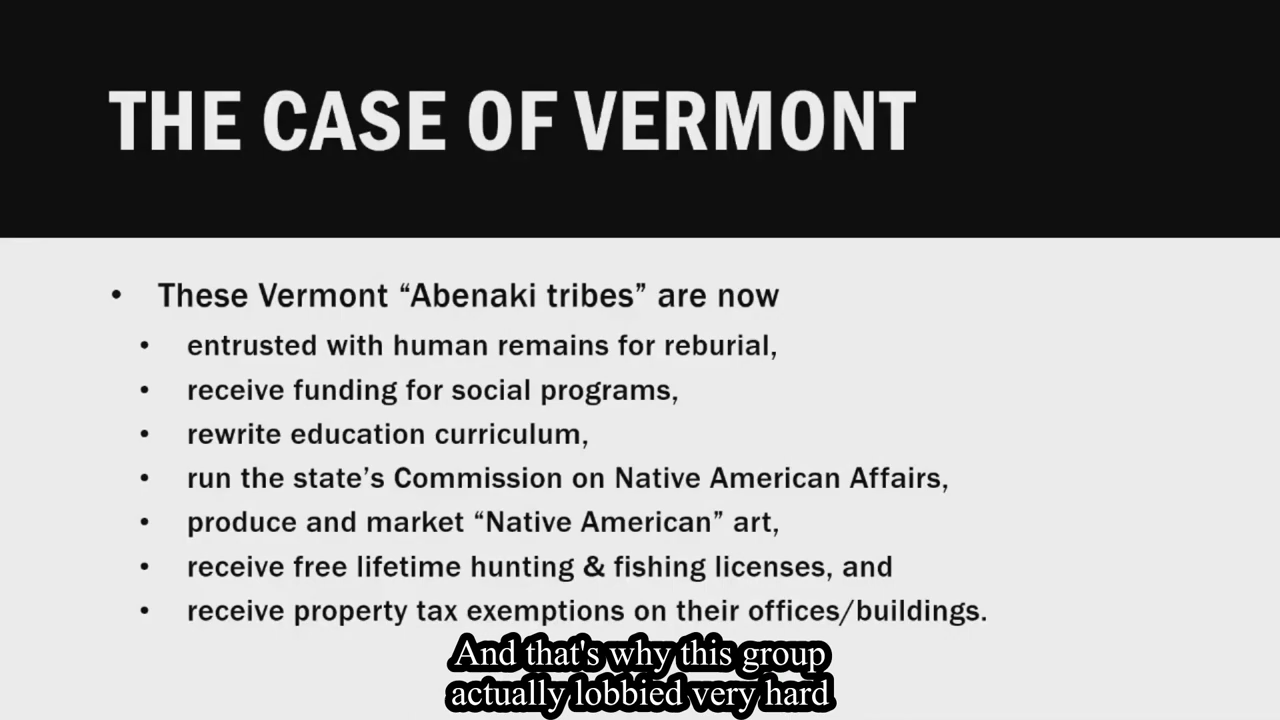 THE CASE OF VERMONT
• These Vermont “Abenaki tribes” are now
• entrusted with human remains for reburial,
• receive funding for social programs,
• rewrite education curriculum,
• run the state’s Commission on Native American Affairs,
• produce and market “Native American” art,
• receive free lifetime hunting & fishing licenses, and
• receive property tax exemptions on their offices/buildings.
And that's why this group
actually lobbied very hard